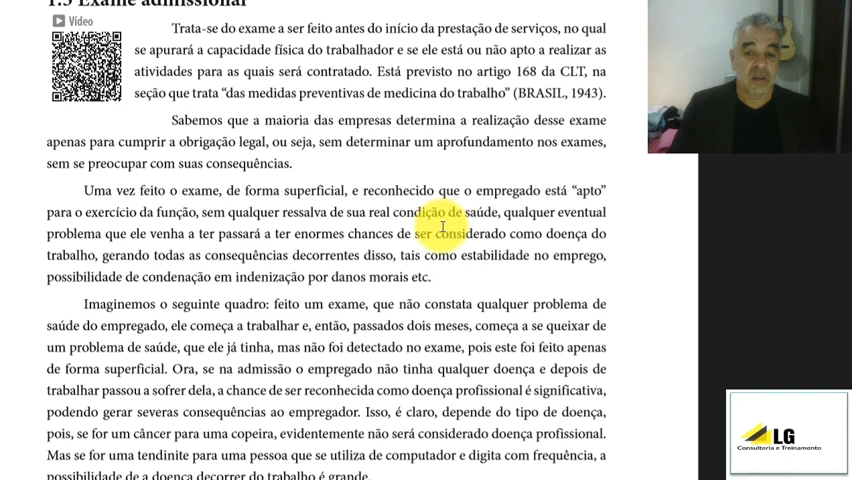 1.3 Exame admissional
Vídeo
Trata-se do exame a ser feito antes do início da prestação de serviços, no qual
se apurará a capacidade física do trabalhador e se ele está ou não apto a realizar as
atividades para as quais será contratado. Está previsto no artigo 168 da CLT, na
seção que trata “das medidas preventivas de medicina do trabalho” (BRASIL, 1943).
Sabemos que a maioria das empresas determina a realização desse exame
apenas para cumprir a obrigação legal, ou seja, sem determinar um aprofundamento nos exames,
sem se preocupar com suas consequências.
Uma vez feito o exame, de forma superficial, e reconhecido que o empregado está “apto”
para o exercício da função, sem qualquer ressalva de sua real condição de saúde, qualquer eventual
problema que ele venha a ter passará a ter enormes chances de ser considerado como doença do
trabalho, gerando todas as consequências decorrentes disso, tais como estabilidade no emprego,
possibilidade de condenação em indenização por danos morais etc.
Imaginemos o seguinte quadro: feito um exame, que não constata qualquer problema de
saúde do empregado, ele começa a trabalhar e, então, passados dois meses, começa a se queixar de
um problema de saúde, que ele já tinha, mas não foi detectado no exame, pois este foi feito apenas
de forma superficial. Ora, se na admissão o empregado não tinha qualquer doença e depois de
trabalhar passou a sofrer dela, a chance de ser reconhecida como doença profissional é significativa,
podendo gerar severas consequências ao empregador. Isso, é claro, depende do tipo de doença,
pois, se for um câncer para uma copeira, evidentemente não será considerado doença profissional.
Mas se for uma tendinite para uma pessoa que se utiliza de computador e digita com frequência, a
possibilidade de a doença decorrer do trabalho é grande.
LG
Consultoria e Treinamento